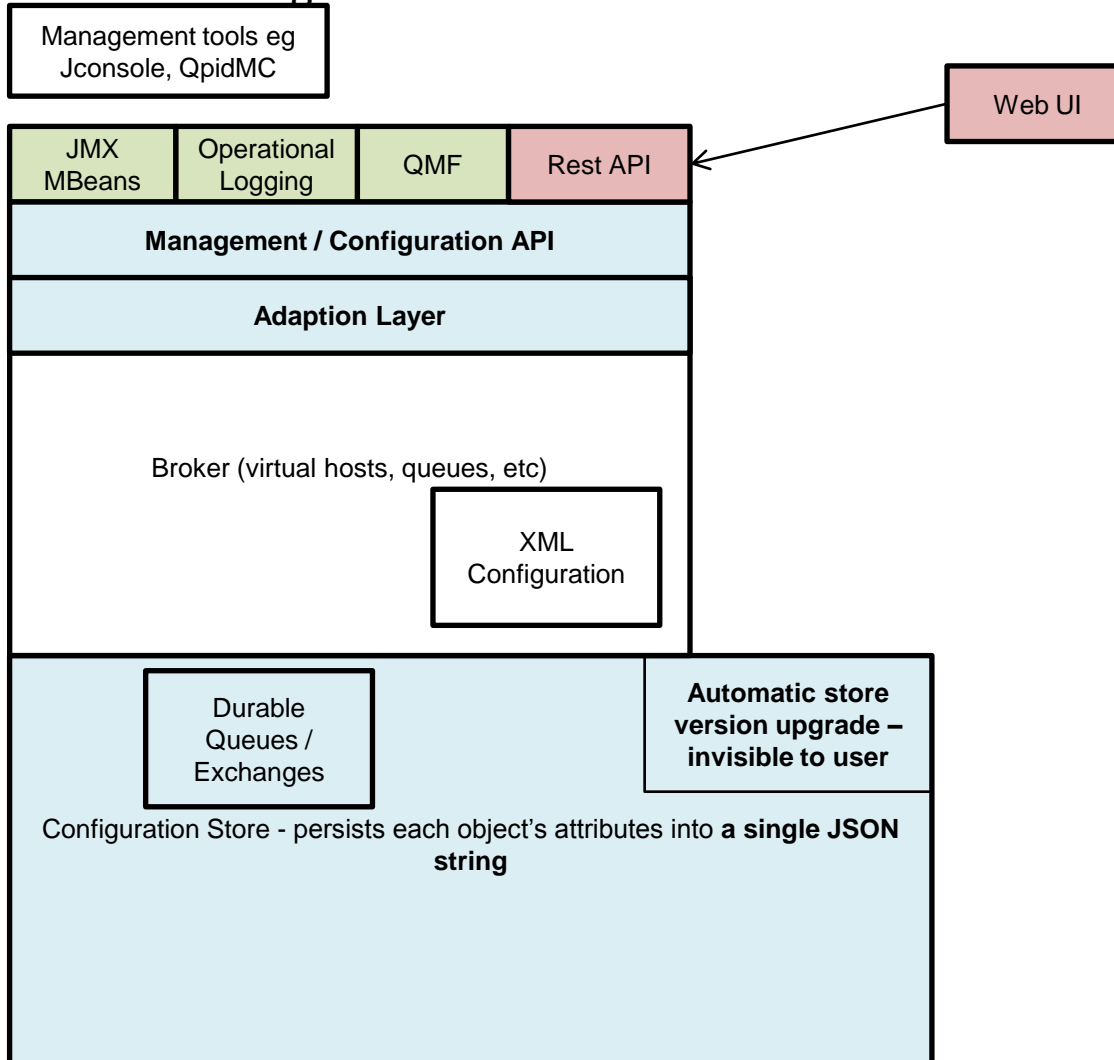 Management tools eg
Jconsole, QpidMC
Web UI
JMX
MBeans
Operational
Logging
QMF
Rest API
Management / Configuration API
Adaption Layer
Broker (virtual hosts, queues, etc)
XML
Configuration
Durable
Queues /
Exchanges
Automatic store
version upgrade –
invisible to user
Configuration Store - persists each object’s attributes into a single JSON
string